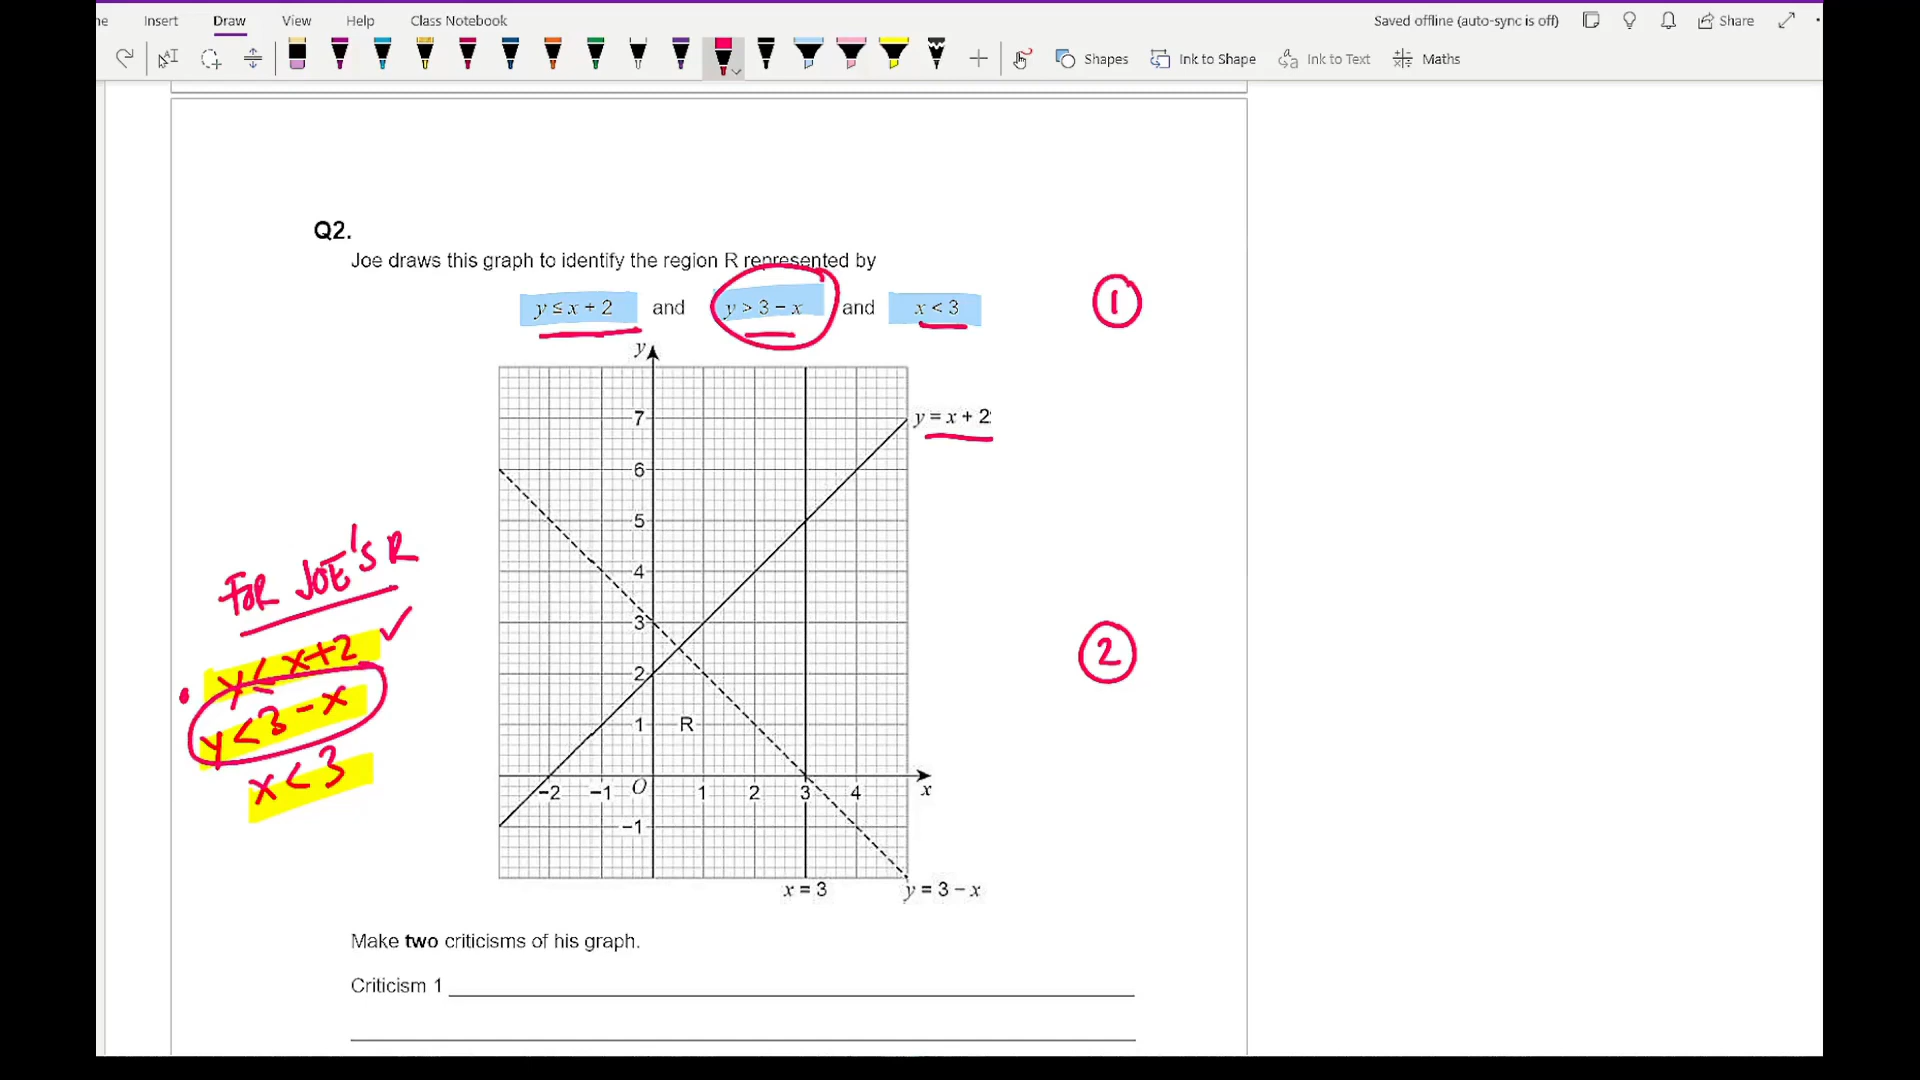 ne Insert Draw View Help Class Notebook Saved offline (auto-sync is off) Share
Shapes Ink to Shape Ink to Text Maths
Q2.
Joe draws this graph to identify the region R represented by
y ≤ x + 2 and y > 3 − x and x < 3
1
y
7
y = x + 2
6
5
4
3
2
1
R
−2 −1 O 1 2 3 4 x
−1
x = 3 y = 3 − x
FOR JOE'S R
y ≤ x+2 ✓
y < 3 − x
x < 3
2
Make two criticisms of his graph.
Criticism 1